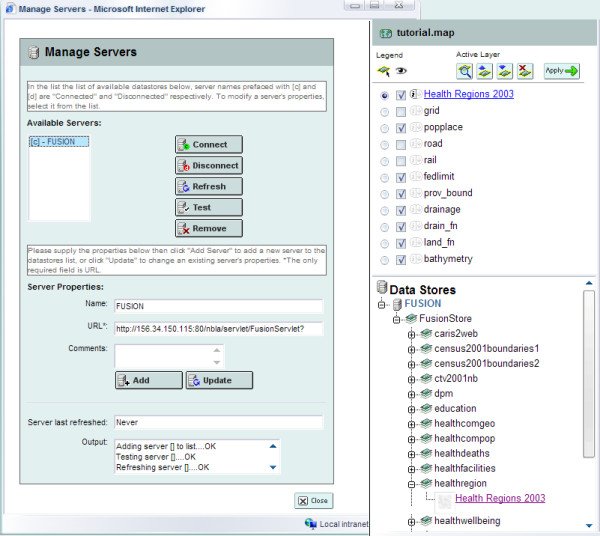 Manage Servers - Microsoft Internet Explorer
Manage Servers
In the list the list of available datastores below, server names prefaced with [c] and
[d] are "Connected" and "Disconnected" respectively. To modify a server's properties,
select it from the list.
Available Servers:
[c] - FUSION
Connect
Disconnect
Refresh
Test
Remove
Please supply the properties below then click "Add Server" to add a new server to the
datastores list, or click "Update" to change an existing server's properties. *The only
required field is URL.
Server Properties:
Name: FUSION
URL*: http://156.34.150.115:80/nbla/servlet/FusionServlet?
Comments:
Add
Update
Server last refreshed: Never
Output: Adding server [] to list....OK
Testing server []....OK
Refreshing server []....OK
Close
Local intranet
tutorial.map
Legend
Active Layer
Apply
Health Regions 2003
grid
popplace
road
rail
fedlimit
prov_bound
drainage
drain_fn
land_fn
bathymetry
Data Stores
FUSION
FusionStore
caris2web
census2001boundaries1
census2001boundaries2
ctv2001nb
dpm
education
healthcomgeo
healthcompop
healthdeaths
healthfacilities
healthregion
Health Regions 2003
healthwellbeing